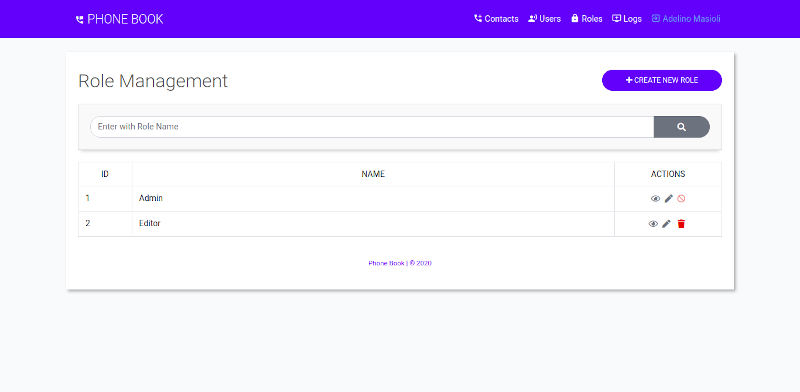 PHONE BOOK
Contacts Users Roles Logs Adelino Masioli
Role Management
CREATE NEW ROLE
Enter with Role Name
ID NAME ACTIONS
1 Admin
2 Editor
Phone Book | © 2020